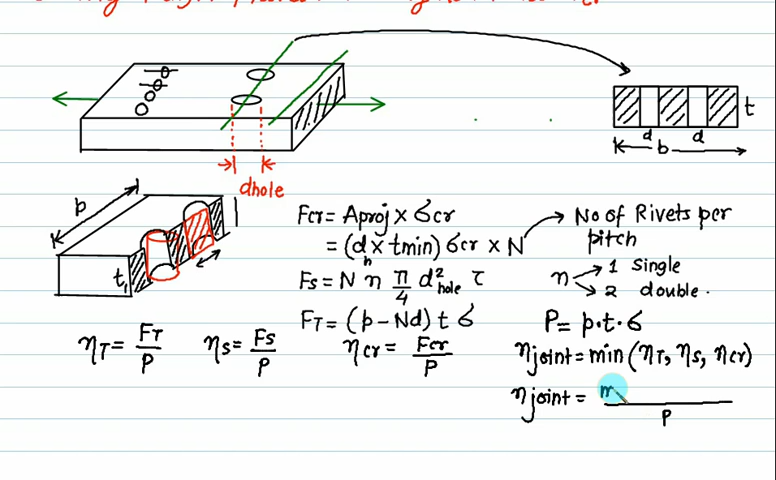 t
d d
b
dhole
p
t₁
Fcr = Aproj × σcr
= (dh × tmin) σcr × N
No of Rivets per
pitch
Fs = N n π/4 d²hole τ
n 1 single
2 double.
FT = (p - Nd) t σ
P = p.t.σ
ηT = FT/P ηs = Fs/P ηcr = Fcr/P
ηjoint = min (ηT, ηs, ηcr)
ηjoint = m
P